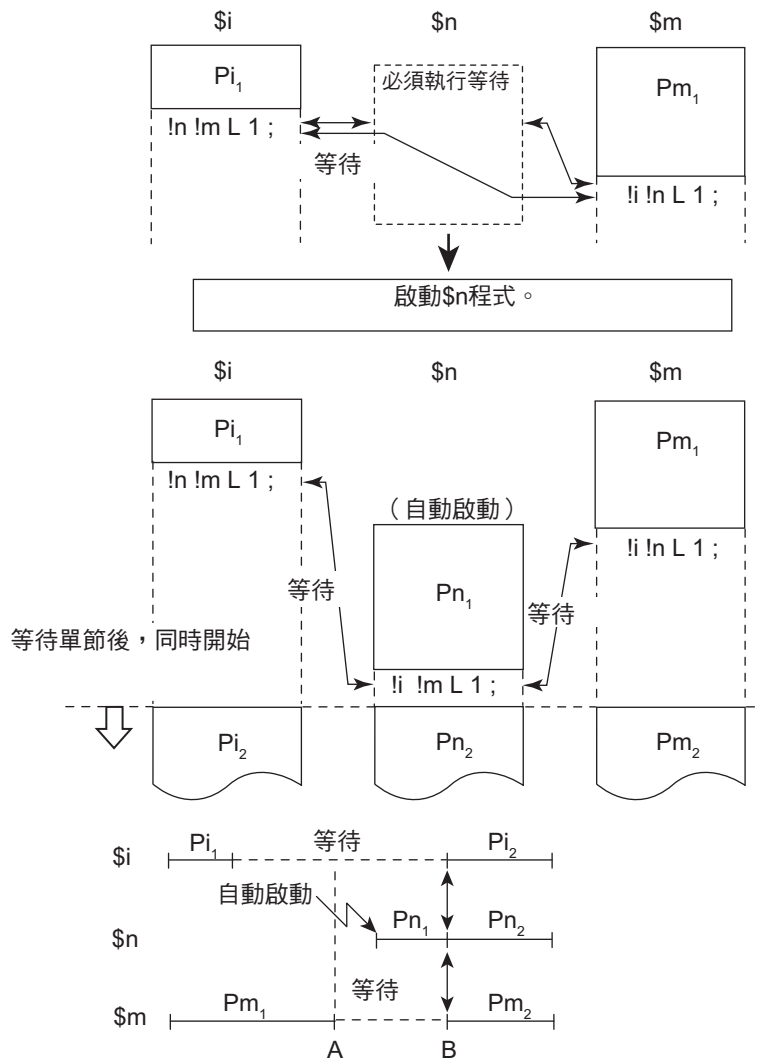 $i $n $m
Pi1 必須執行等待 Pm1
!n !m L 1 ;
等待
!i !n L 1 ;
啟動$n程式。
$i $n $m
Pi1 Pm1
!n !m L 1 ;
（自動啟動）
!i !n L 1 ;
等待 Pn1 等待
等待單節後，同時開始
!i !m L 1 ;
Pi2 Pn2 Pm2
$i Pi1 等待 Pi2
自動啟動
$n Pn1 Pn2
等待
$m Pm1 Pm2
A B